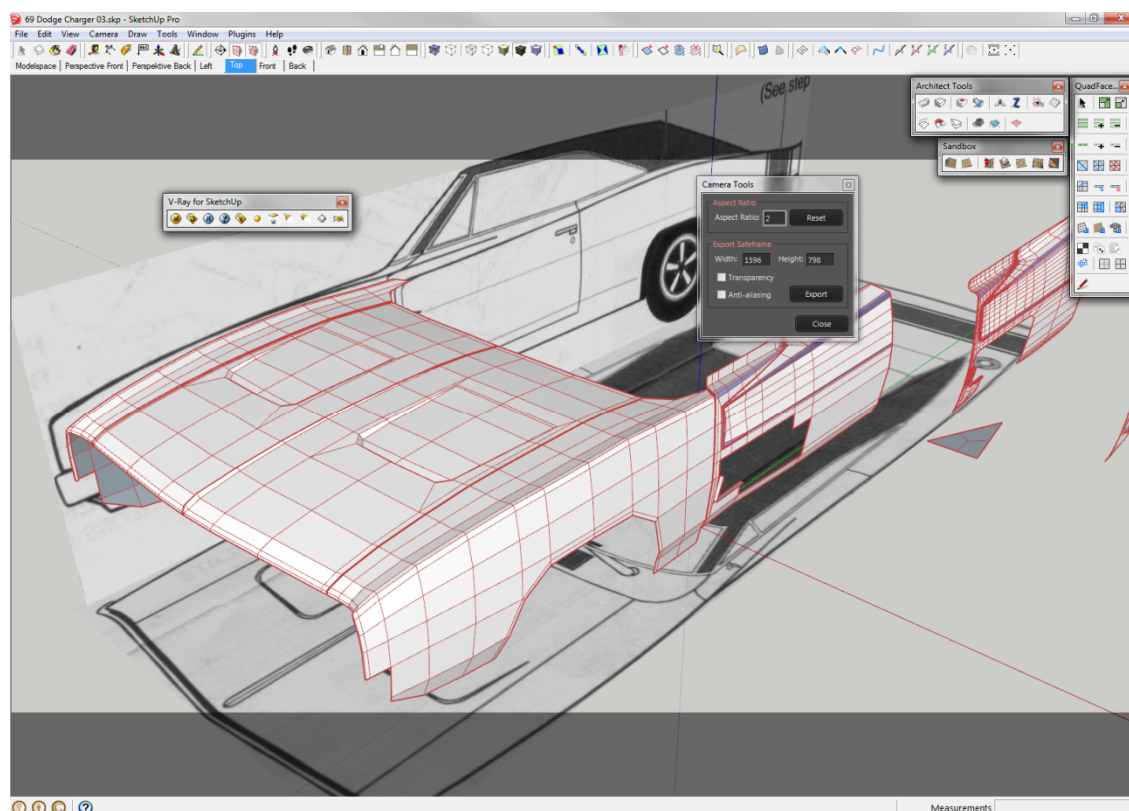 69 Dodge Charger 03.skp - SketchUp Pro
File Edit View Camera Draw Tools Window Plugins Help
Modelspace Perspective Front Perspektive Back Left Top Front Back
(See step
Architect Tools
QuadFace...
Sandbox
Camera Tools
V-Ray for SketchUp
Aspect Ratio
Aspect Ratio: 2 Reset
Export Safeframe
Width: 1596 Height: 798
Transparency
Anti-aliasing Export
Close
Measurements